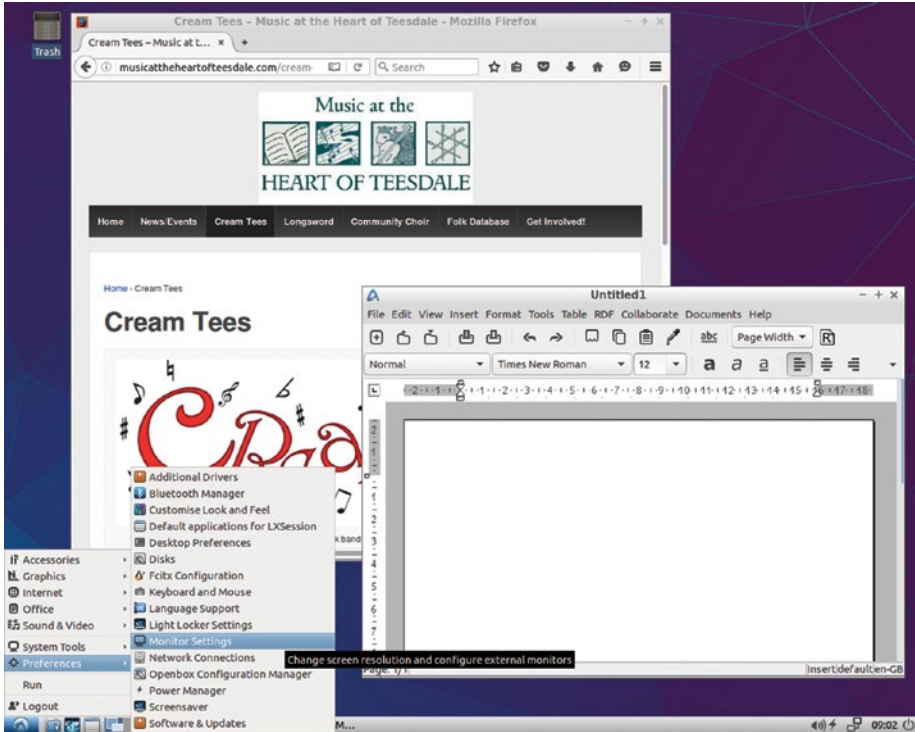 Trash
Cream Tees – Music at the Heart of Teesdale - Mozilla Firefox
Cream Tees – Music at t...
musicattheheartofteesdale.com/cream-
Search
Music at the
HEART OF TEESDALE
Home News/Events Cream Tees Longsword Community Choir Folk Database Get Involved!
Home › Cream Tees
Cream Tees
k band
Untitled1
File Edit View Insert Format Tools Table RDF Collaborate Documents Help
abc Page Width
Normal Times New Roman 12 a a a
Page: 1/1 Insert default en-GB
Accessories
Graphics
Internet
Office
Sound & Video
System Tools
Preferences
Run
Logout
Additional Drivers
Bluetooth Manager
Customise Look and Feel
Default applications for LXSession
Desktop Preferences
Disks
Fcitx Configuration
Keyboard and Mouse
Language Support
Light Locker Settings
Monitor Settings
Network Connections
Openbox Configuration Manager
Power Manager
Screensaver
Software & Updates
Change screen resolution and configure external monitors
M...
09:02